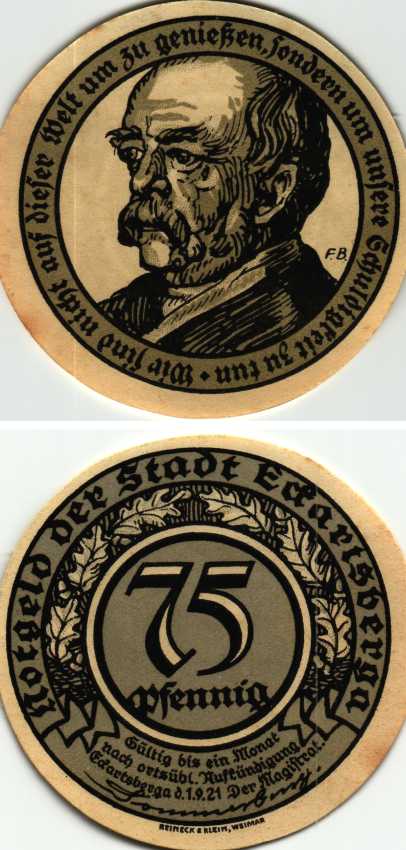 Wir sind nicht auf dieser Welt um zu genießen, sondern um unsere Schuldigkeit zu tun •
F.B.
Notgeld der Stadt Eckartsberga
75
Pfennig
Gültig bis ein Monat
nach ortsübl. Aufkündigung.
Eckartsberga d. 1.9.21 Der Magistrat:
REINECK & KLEIN, WEIMAR